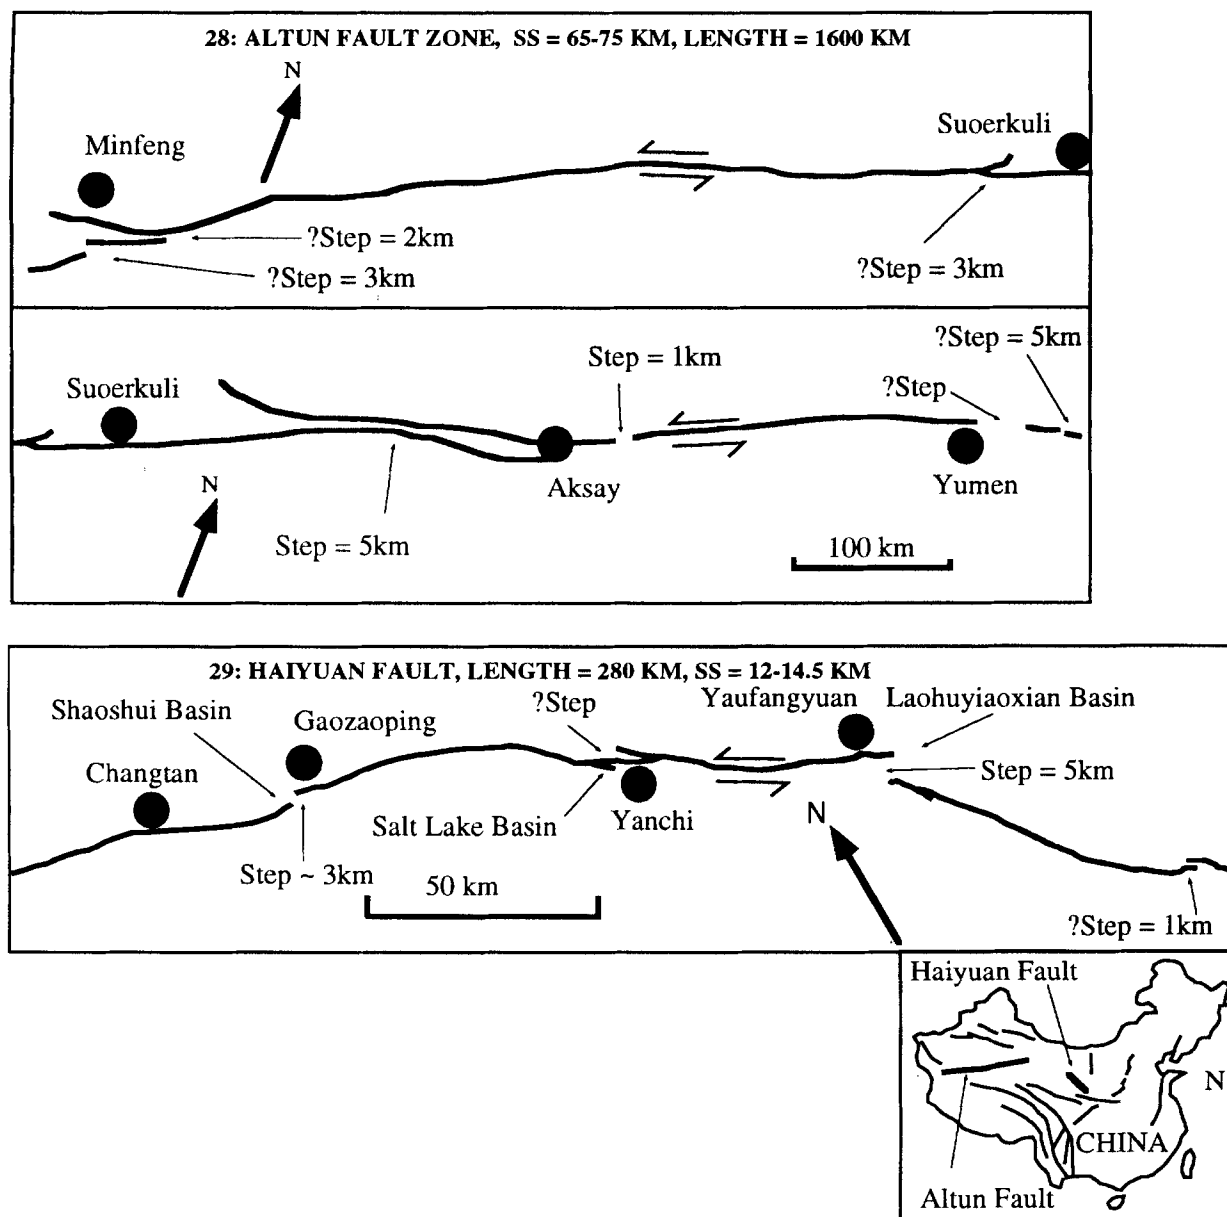 28: ALTUN FAULT ZONE, SS = 65-75 KM, LENGTH = 1600 KM
N
Minfeng
Suoerkuli
?Step = 2km
?Step = 3km
?Step = 3km
Suoerkuli
Step = 1km
?Step = 5km
?Step
N
Aksay
Yumen
Step = 5km
100 km
29: HAIYUAN FAULT, LENGTH = 280 KM, SS = 12-14.5 KM
Shaoshui Basin
Gaozaoping
?Step
Yaufangyuan
Laohuyiaoxian Basin
Changtan
Step = 5km
Salt Lake Basin
Yanchi
N
Step ~ 3km
50 km
?Step = 1km
Haiyuan Fault
N
CHINA
Altun Fault